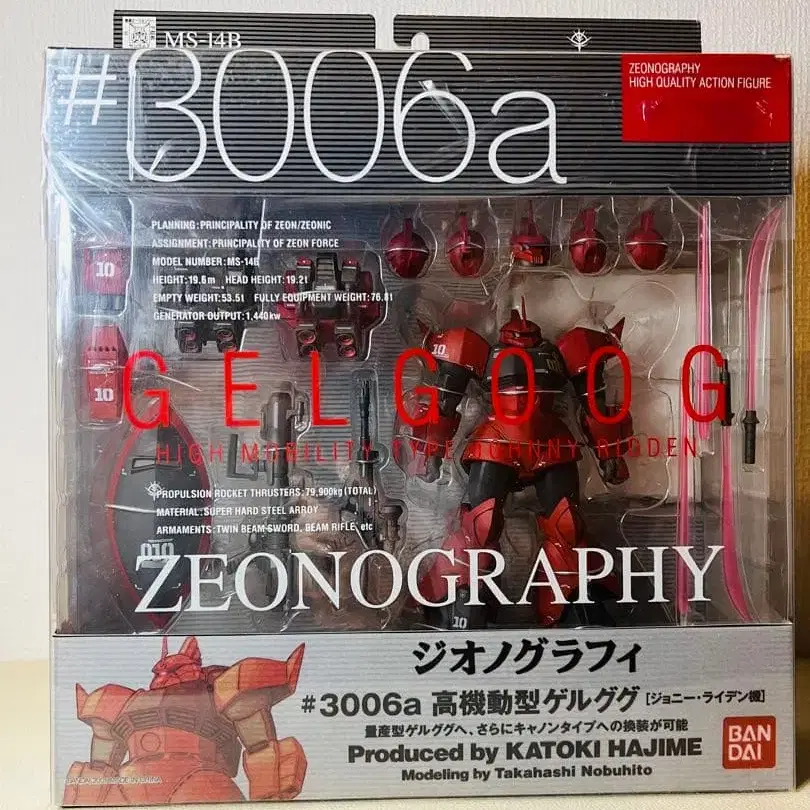 MS-14B
#3006a
ZEONOGRAPHY
HIGH QUALITY ACTION FIGURE
PLANNING: PRINCIPALITY OF ZEON/ZEONIC
ASSIGNMENT: PRINCIPALITY OF ZEON FORCE
MODEL NUMBER: MS-14B
HEIGHT: 19.6m HEAD HEIGHT: 19.2t
EMPTY WEIGHT: 53.5t FULLY EQUIPMENT WEIGHT: 76.8t
GENERATOR OUTPUT: 1,440kw
10
10
10
GELGOOG
HIGH MOBILITY TYPE JOHNNY RIDDEN
PROPULSION ROCKET THRUSTERS: 79,900kg (TOTAL)
MATERIAL: SUPER HARD STEEL ARROY
ARMAMENTS: TWIN BEAM SWORD, BEAM RIFLE, etc
010
ZEONOGRAPHY
10
ジオノグラフィ
#3006a 高機動型ゲルググ [ジョニー・ライデン機]
量産型ゲルググへ、さらにキャノンタイプへの換装が可能
Produced by KATOKI HAJIME
Modeling by Takahashi Nobuhito
BAN
DAI